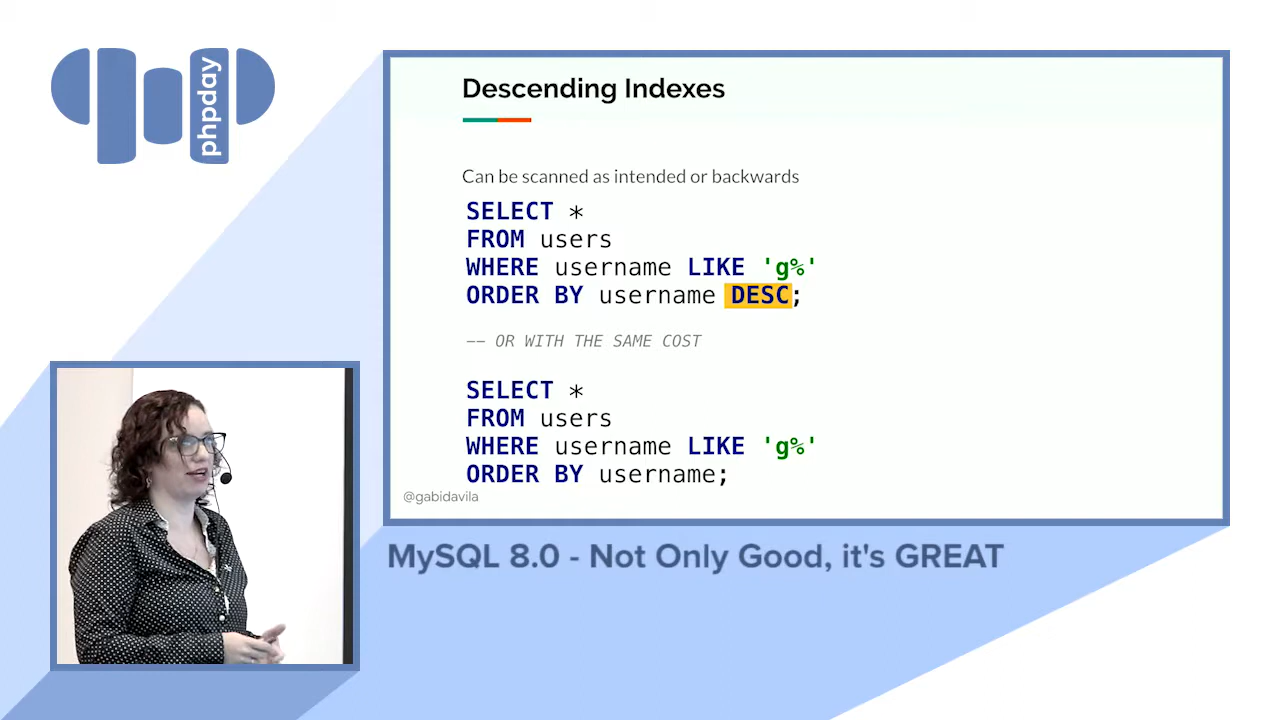 phpday
Descending Indexes
Can be scanned as intended or backwards
SELECT *
FROM users
WHERE username LIKE 'g%'
ORDER BY username DESC;
-- OR WITH THE SAME COST
SELECT *
FROM users
WHERE username LIKE 'g%'
ORDER BY username;
@gabidavila
MySQL 8.0 - Not Only Good, it's GREAT